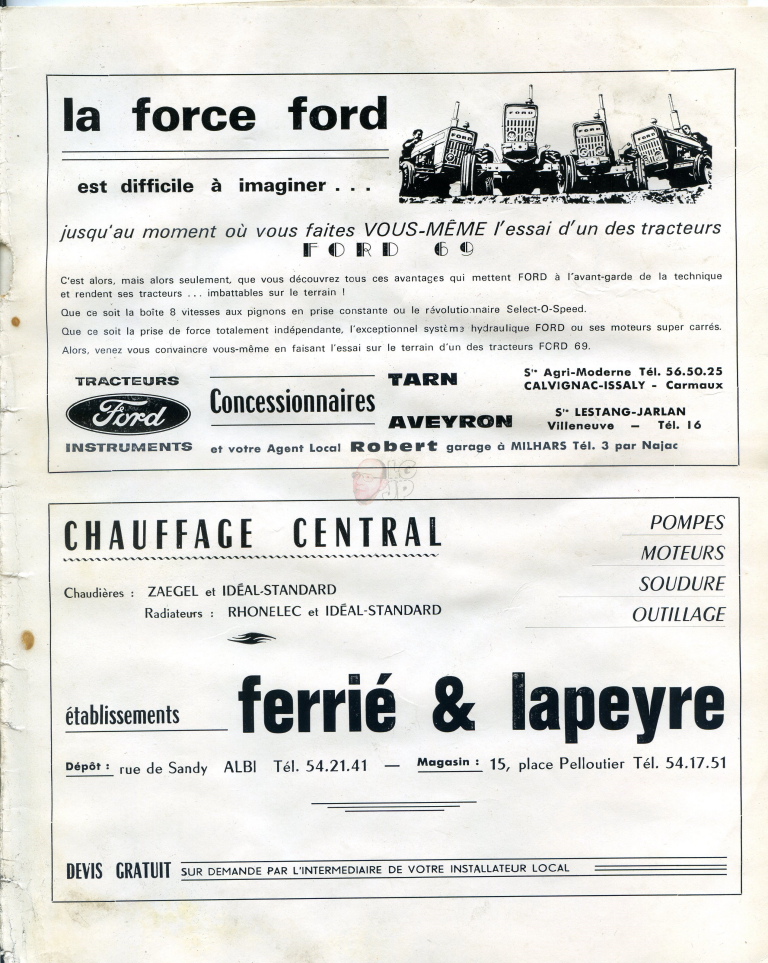 la force ford
est difficile à imaginer . . .
jusqu'au moment où vous faites VOUS-MÊME l'essai d'un des tracteurs
FORD 69
C'est alors, mais alors seulement, que vous découvrez tous ces avantages qui mettent FORD à l'avant-garde de la technique
et rendent ses tracteurs . . . imbattables sur le terrain !
Que ce soit la boîte 8 vitesses aux pignons en prise constante ou le révolutionnaire Select-O-Speed.
Que ce soit la prise de force totalement indépendante, l'exceptionnel système hydraulique FORD ou ses moteurs super carrés.
Alors, venez vous convaincre vous-même en faisant l'essai sur le terrain d'un des tracteurs FORD 69.
TRACTEURS
Ford
INSTRUMENTS
Concessionnaires
TARN
Sté Agri-Moderne Tél. 56.50.25
CALVIGNAC-ISSALY - Carmaux
AVEYRON
Sté LESTANG-JARLAN
Villeneuve — Tél. 16
et votre Agent Local Robert garage à MILHARS Tél. 3 par Najac
IG
JP
CHAUFFAGE CENTRAL
Chaudières : ZAEGEL et IDÉAL-STANDARD
Radiateurs : RHONELEC et IDÉAL-STANDARD
POMPES
MOTEURS
SOUDURE
OUTILLAGE
établissements ferrié & lapeyre
Dépôt : rue de Sandy ALBI Tél. 54.21.41 — Magasin : 15, place Pelloutier Tél. 54.17.51
DEVIS GRATUIT SUR DEMANDE PAR L'INTERMEDIAIRE DE VOTRE INSTALLATEUR LOCAL